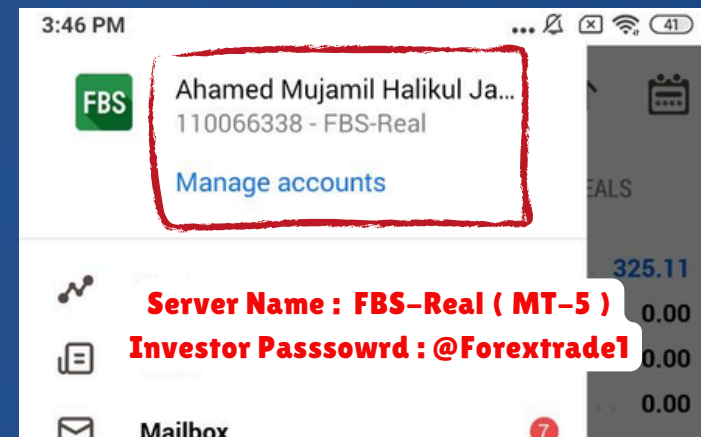 3:46 PM
41
FBS
Ahamed Mujamil Halikul Ja...
110066338 - FBS-Real
Manage accounts
EALS
325.11
Server Name : FBS-Real ( MT-5 )
0.00
Investor Passsowrd : @Forextrade1
0.00
0.00
Mailbox
7